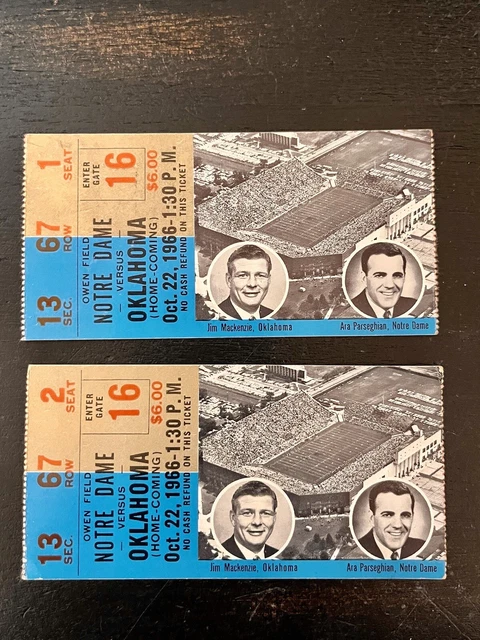 1
SEAT
67
ROW
13
SEC.
ENTER
GATE
16
$6.00
OWEN FIELD
NOTRE DAME
VERSUS
OKLAHOMA
(HOME-COMING)
Oct. 22, 1966-1:30 P. M.
NO CASH REFUND ON THIS TICKET
Jim Mackenzie, Oklahoma
Ara Parseghian, Notre Dame
2
SEAT
67
ROW
13
SEC.
ENTER
GATE
16
$6.00
OWEN FIELD
NOTRE DAME
VERSUS
OKLAHOMA
(HOME-COMING)
Oct. 22, 1966-1:30 P. M.
NO CASH REFUND ON THIS TICKET
Jim Mackenzie, Oklahoma
Ara Parseghian, Notre Dame